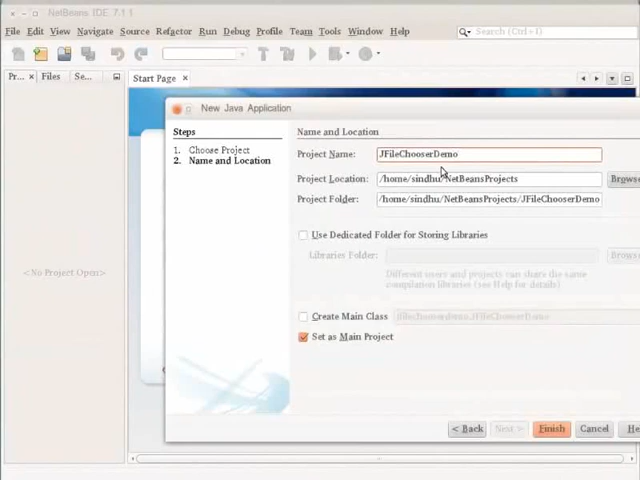 NetBeans IDE 7.1.1
File Edit View Navigate Source Refactor Run Debug Profile Team Tools Window Help
Search (Ctrl+I)
Pr... Files Se...
Start Page
New Java Application
Steps
1. Choose Project
2. Name and Location
Name and Location
Project Name: JFileChooserDemo
Project Location: /home/sindhu/NetBeansProjects Browse
Project Folder: /home/sindhu/NetBeansProjects/JFileChooserDemo
Use Dedicated Folder for Storing Libraries
Libraries Folder: Browse
Different users and projects can share the same
compilation libraries (see Help for details)
Create Main Class jfilechooserdemo.JFileChooserDemo
Set as Main Project
<No Project Open>
< Back Next > Finish Cancel He